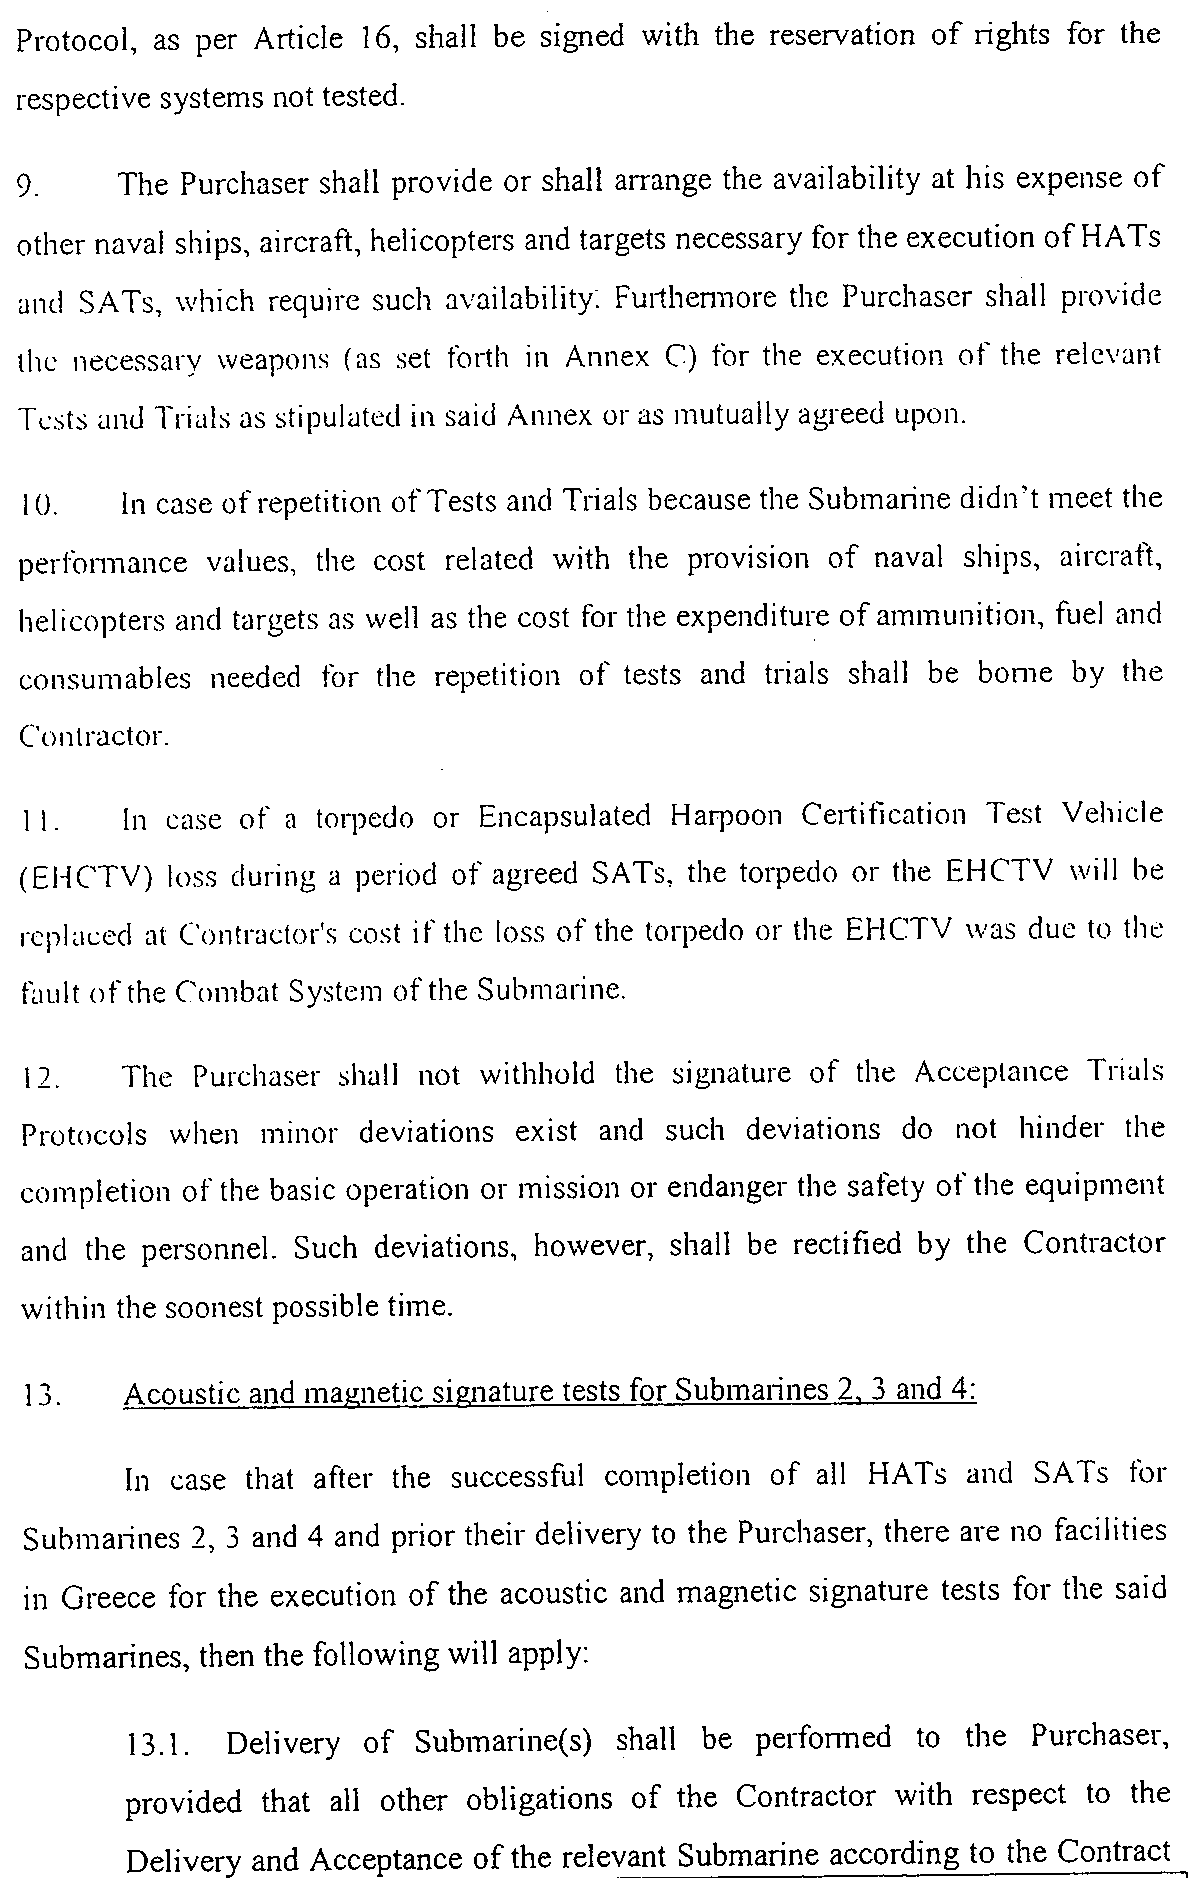 Protocol, as per Article 16, shall be signed with the reservation of rights for the
respective systems not tested.
9. The Purchaser shall provide or shall arrange the availability at his expense of
other naval ships, aircraft, helicopters and targets necessary for the execution of HATs
and SATs, which require such availability. Furthermore the Purchaser shall provide
the necessary weapons (as set forth in Annex C) for the execution of the relevant
Tests and Trials as stipulated in said Annex or as mutually agreed upon.
10. In case of repetition of Tests and Trials because the Submarine didn't meet the
performance values, the cost related with the provision of naval ships, aircraft,
helicopters and targets as well as the cost for the expenditure of ammunition, fuel and
consumables needed for the repetition of tests and trials shall be borne by the
Contractor.
11. In case of a torpedo or Encapsulated Harpoon Certification Test Vehicle
(EHCTV) loss during a period of agreed SATs, the torpedo or the EHCTV will be
replaced at Contractor's cost if the loss of the torpedo or the EHCTV was due to the
fault of the Combat System of the Submarine.
12. The Purchaser shall not withhold the signature of the Acceptance Trials
Protocols when minor deviations exist and such deviations do not hinder the
completion of the basic operation or mission or endanger the safety of the equipment
and the personnel. Such deviations, however, shall be rectified by the Contractor
within the soonest possible time.
13. Acoustic and magnetic signature tests for Submarines 2, 3 and 4:
In case that after the successful completion of all HATs and SATs for
Submarines 2, 3 and 4 and prior their delivery to the Purchaser, there are no facilities
in Greece for the execution of the acoustic and magnetic signature tests for the said
Submarines, then the following will apply:
13.1. Delivery of Submarine(s) shall be performed to the Purchaser,
provided that all other obligations of the Contractor with respect to the
Delivery and Acceptance of the relevant Submarine according to the Contract